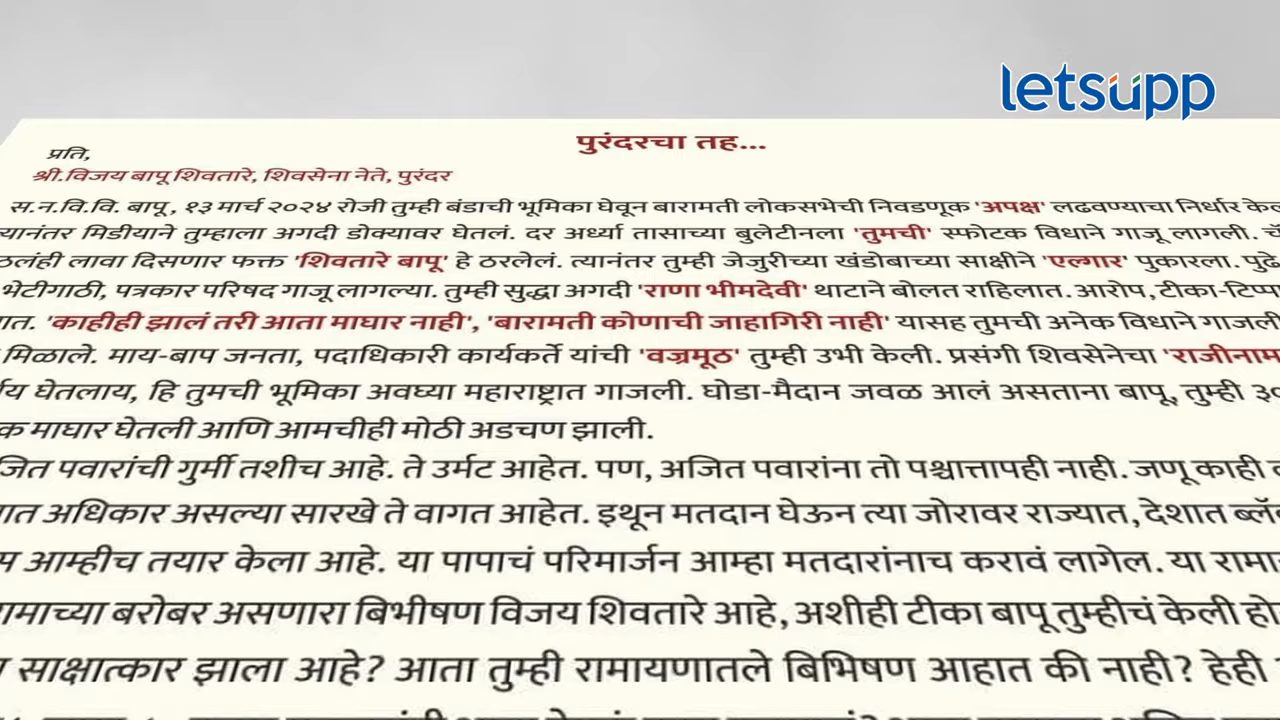 letsupp
पुरंदरचा तह...
प्रति,
श्री.विजय बापू शिवतारे, शिवसेना नेते, पुरंदर
स.न.वि.वि. बापू , १३ मार्च २०२४ रोजी तुम्ही बंडाची भूमिका घेवून बारामती लोकसभेची निवडणूक 'अपक्ष' लढवण्याचा निर्धार
त्यानंतर मिडीयाने तुम्हाला अगदी डोक्यावर घेतलं. दर अर्ध्या तासाच्या बुलेटीनला 'तुमची' स्फोटक विधाने गाजू लागली.
लावा दिसणार फक्त 'शिवतारे बापू' हे ठरलेलं. त्यानंतर तुम्ही जेजुरीच्या खंडोबाच्या साक्षीने 'एल्गार' पुकारला.
भेटीगाठी, पत्रकार परिषद गाजू लागल्या. तुम्ही सुद्धा अगदी 'राणा भीमदेवी' थाटाने बोलत राहिलात. आरोप,
'काहीही झालं तरी आता माघार नाही', 'बारामती कोणाची जाहागिरी नाही' यासह तुमची अनेक विधाने
मिळाले. माय-बाप जनता, पदाधिकारी कार्यकर्ते यांची 'वज्रमूठ' तुम्ही उभी केली. प्रसंगी शिवसेनेचा
घेतलाय, हि तुमची भूमिका अवघ्या महाराष्ट्रात गाजली. घोडा-मैदान जवळ आलं असताना बापू, तुम्ही
माघार घेतली आणि आमचीही मोठी अडचण झाली.
पवारांची गुर्मी तशीच आहे. ते उर्मट आहेत. पण, अजित पवारांना तो पश्चात्तापही नाही. जणू काही
अधिकार असल्या सारखे ते वागत आहेत. इथून मतदान घेऊन त्या जोरावर राज्यात, देशात
आम्हीच तयार केला आहे. या पापाचं परिमार्जन आम्हा मतदारांनाच करावं लागेल. या
बरोबर असणारा बिभीषण विजय शिवतारे आहे, अशीही टीका बापू तुम्हीचं केली
साक्षात्कार झाला आहे? आता तुम्ही रामायणातले बिभिषण आहात की नाही? हेही